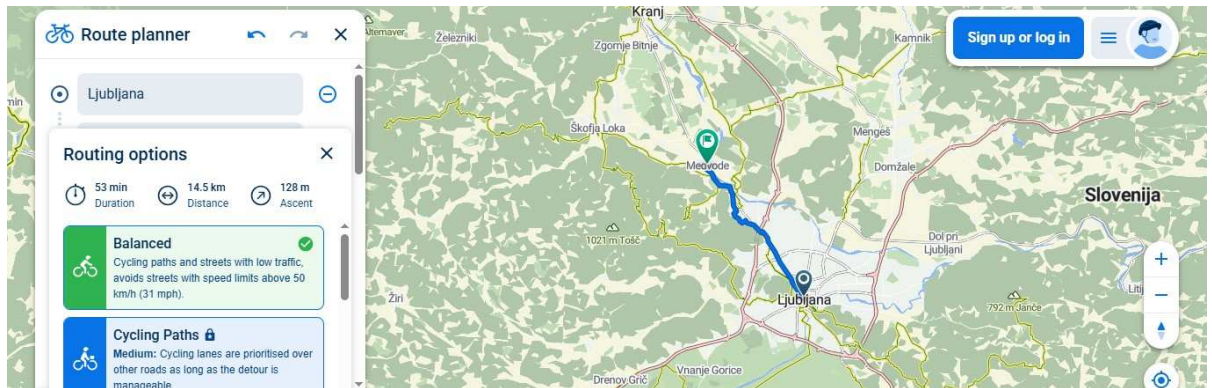 Route planner
Ljubljana
Routing options
53 min
Duration
14.5 km
Distance
128 m
Ascent
Balanced
Cycling paths and streets with low traffic,
avoids streets with speed limits above 50
km/h (31 mph).
Cycling Paths
Medium: Cycling lanes are prioritised over
other roads as long as the detour is
manageable
Sign up or log in
Kranj
Altemaver
Železniki
Zgornje Bitnje
Kamnik
Škofja Loka
Mengeš
Medvode
Domžale
Slovenija
1021 m Tošč
Dol pri
Ljubljani
Žiri
Ljubljana
792 m Janče
Vnanje Gorice
Drenov Grič